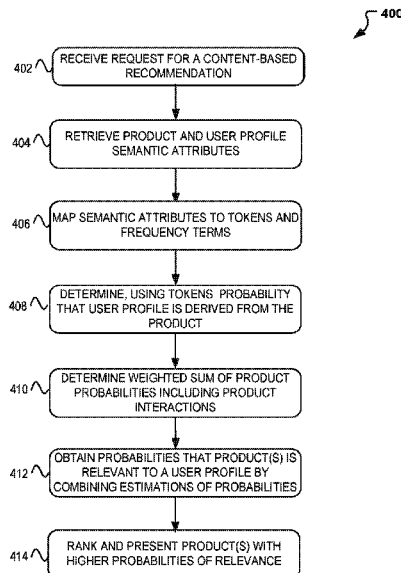 400
402
RECEIVE REQUEST FOR A CONTENT-BASED
RECOMMENDATION
404
RETRIEVE PRODUCT AND USER PROFILE
SEMANTIC ATTRIBUTES
406
MAP SEMANTIC ATTRIBUTES TO TOKENS AND
FREQUENCY TERMS
408
DETERMINE, USING TOKENS PROBABILITY
THAT USER PROFILE IS DERIVED FROM THE
PRODUCT
410
DETERMINE WEIGHTED SUM OF PRODUCT
PROBABILITIES INCLUDING PRODUCT
INTERACTIONS
412
OBTAIN PROBABILITIES THAT PRODUCT(S) IS
RELEVANT TO A USER PROFILE BY
COMBINING ESTIMATIONS OF PROBABILITIES
414
RANK AND PRESENT PRODUCT(S) WITH
HIGHER PROBABILITIES OF RELEVANCE